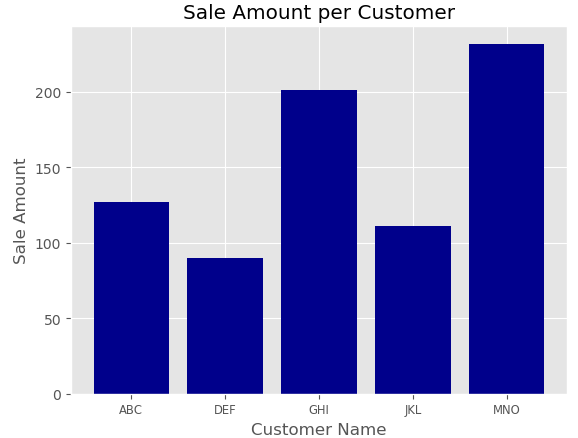 Sale Amount per Customer
Sale Amount
200
150
100
50
0
ABC DEF GHI JKL MNO
Customer Name